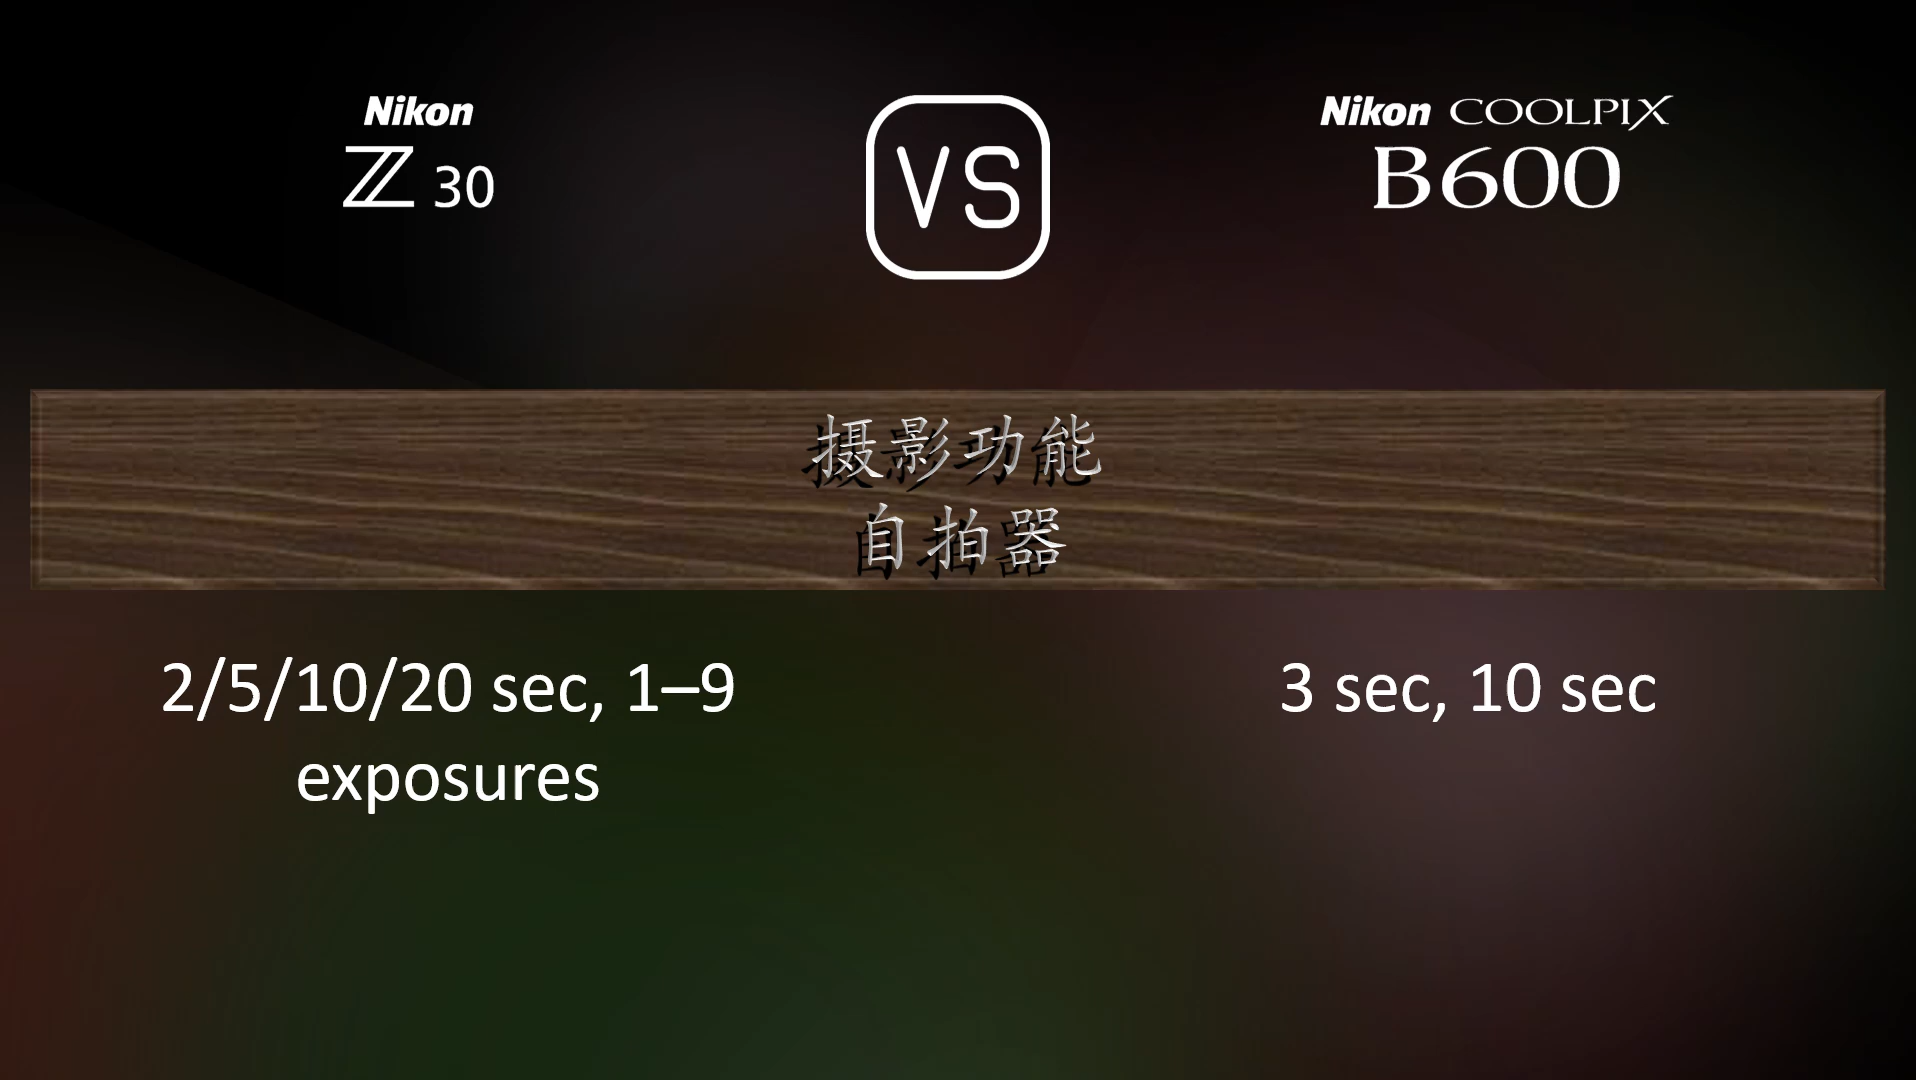 Nikon
Z 30
VS
Nikon COOLPIX
B600
摄影功能
自拍器
2/5/10/20 sec, 1–9
exposures
3 sec, 10 sec